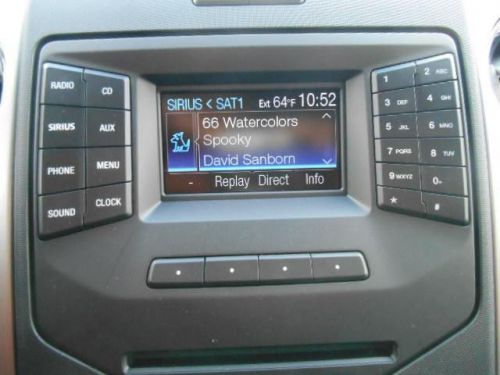 RADIO
CD
SIRIUS
AUX
PHONE
MENU
SOUND
CLOCK
SIRIUS < SAT1 Ext 64°F 10:52
66 Watercolors
Spooky
David Sanborn
- Replay Direct Info
1
2 ABC
3 DEF
4 GHI
5 JKL
6 MNO
7 PQRS
8 TUV
9 WXYZ
0+
*
#